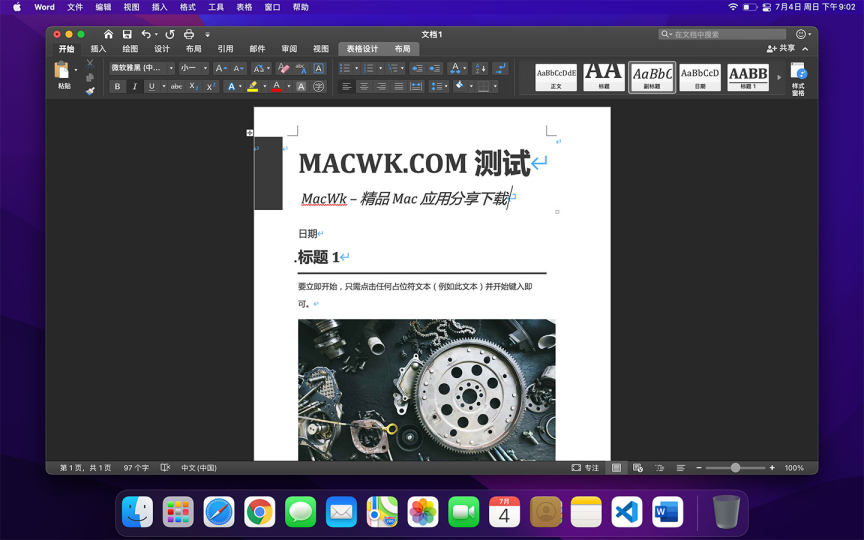 Word 文件 编辑 视图 插入 格式 工具 表格 窗口 帮助 7月4日 周日 下午9:02
文档1
在文档中搜索
开始 插入 绘图 设计 布局 引用 邮件 审阅 视图 表格设计 布局 共享
粘贴
微软雅黑 (中... 小一
B I U abc X₂ X²
AaBbCcDdE AA AaBbC AaBbCcD AABB
正文 标题 副标题 日期 标题 1
样式
窗格
MACWK.COM 测试
MacWk – 精品 Mac 应用分享下载
日期
标题 1
要立即开始，只需点击任何占位符文本（例如此文本）并开始键入即
可。
第 1 页，共 1 页 97 个字 中文 (中国) 专注 100%
7月
4